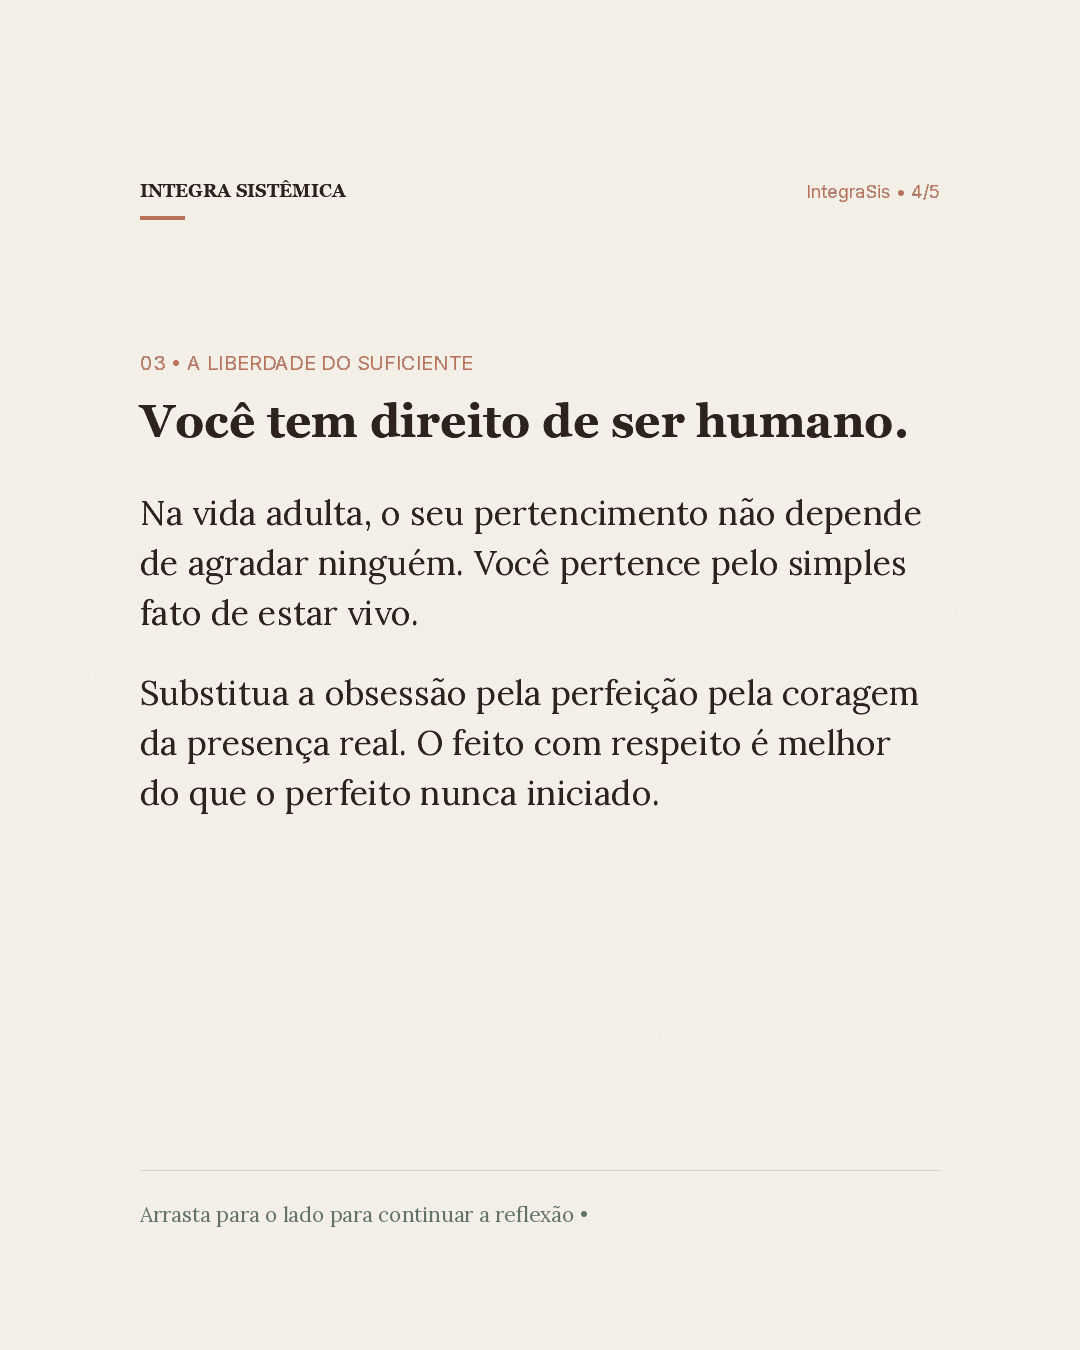 INTEGRA SISTÊMICA
IntegraSis • 4/5
03 • A LIBERDADE DO SUFICIENTE
Você tem direito de ser humano.
Na vida adulta, o seu pertencimento não depende
de agradar ninguém. Você pertence pelo simples
fato de estar vivo.
Substitua a obsessão pela perfeição pela coragem
da presença real. O feito com respeito é melhor
do que o perfeito nunca iniciado.
Arrasta para o lado para continuar a reflexão •